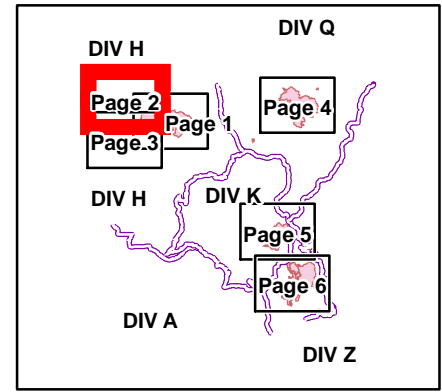 DIV Q
DIV H
Page 2
Page 4
Page 1
Page 3
DIV H
DIV K
Page 5
Page 6
DIV A
DIV Z